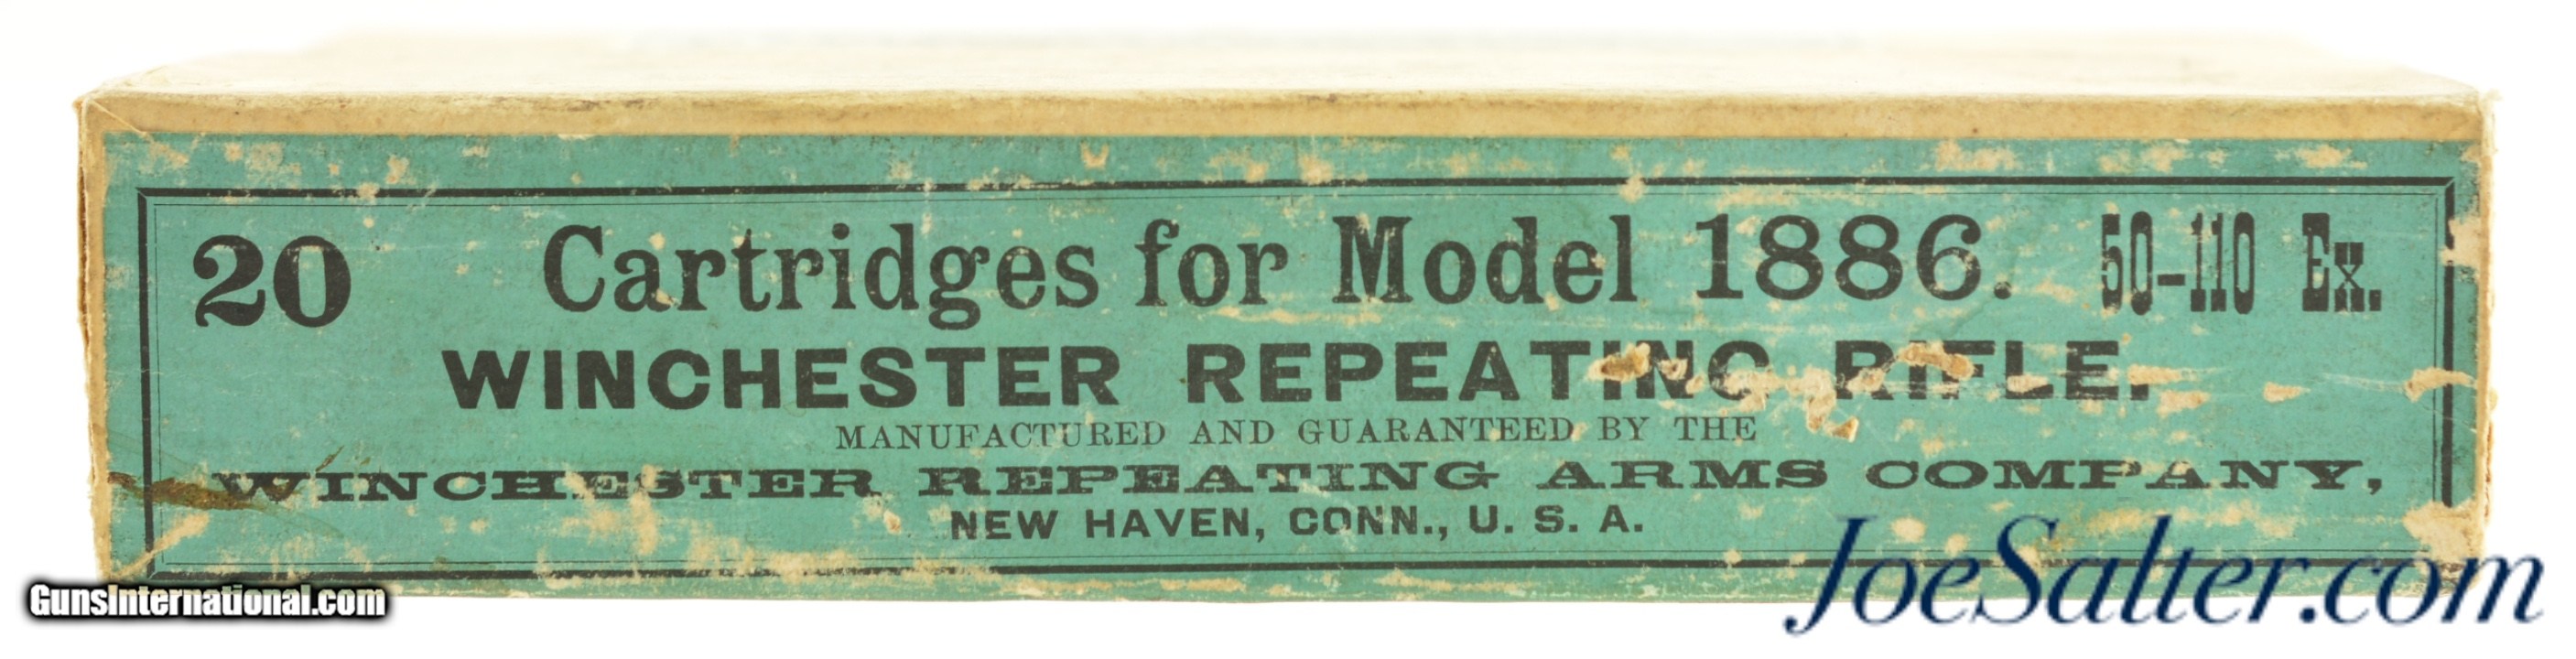 20 Cartridges for Model 1886. 50-110 Ex.
WINCHESTER REPEATING RIFLE.
MANUFACTURED AND GUARANTEED BY THE
WINCHESTER REPEATING ARMS COMPANY,
NEW HAVEN, CONN., U. S. A.
GunsInternational.com
JoeSalter.com